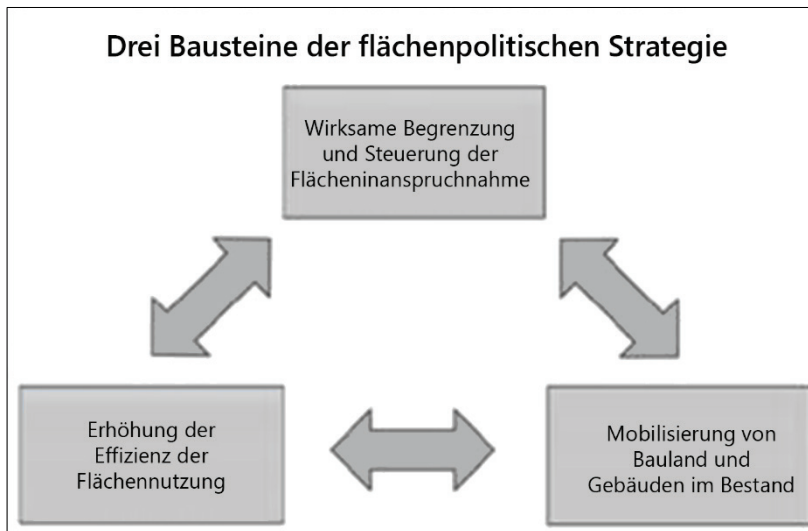 Drei Bausteine der flächenpolitischen Strategie
Wirksame Begrenzung
und Steuerung der
Flächeninanspruchnahme
Erhöhung der
Effizienz der
Flächennutzung
Mobilisierung von
Bauland und
Gebäuden im Bestand